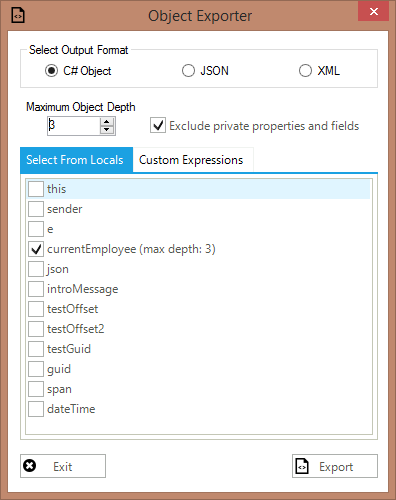 Object Exporter
Select Output Format
C# Object JSON XML
Maximum Object Depth
3 Exclude private properties and fields
Select From Locals Custom Expressions
this
sender
e
currentEmployee (max depth: 3)
json
introMessage
testOffset
testOffset2
testGuid
guid
span
dateTime
Exit Export